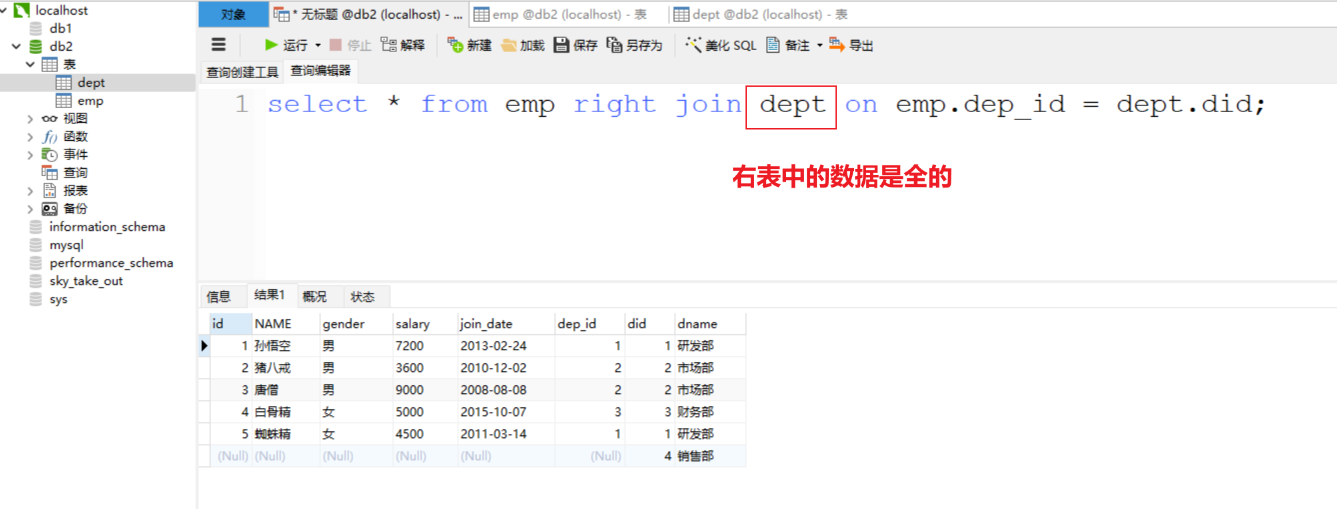 localhost
db1
db2
表
dept
emp
视图
函数
事件
查询
报表
备份
information_schema
mysql
performance_schema
sky_take_out
sys
对象 * 无标题 @db2 (localhost) - ... emp @db2 (localhost) - 表 dept @db2 (localhost) - 表
运行 停止 解释 新建 加载 保存 另存为 美化 SQL 备注 导出
查询创建工具 查询编辑器
1 select * from emp right join dept on emp.dep_id = dept.did;
右表中的数据是全的
信息 结果1 概况 状态
id NAME gender salary join_date dep_id did dname
1 孙悟空 男 7200 2013-02-24 1 1 研发部
2 猪八戒 男 3600 2010-12-02 2 2 市场部
3 唐僧 男 9000 2008-08-08 2 2 市场部
4 白骨精 女 5000 2015-10-07 3 3 财务部
5 蜘蛛精 女 4500 2011-03-14 1 1 研发部
(Null) (Null) (Null) (Null) (Null) (Null) 4 销售部